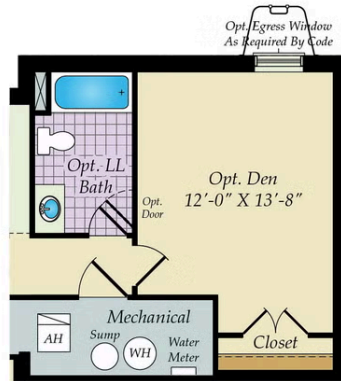 Opt. Egress Window
As Required By Code
Opt. LL
Bath
Opt. Den
12'-0" X 13'-8"
Opt.
Door
Mechanical
Sump
AH
WH
Water
Meter
Closet